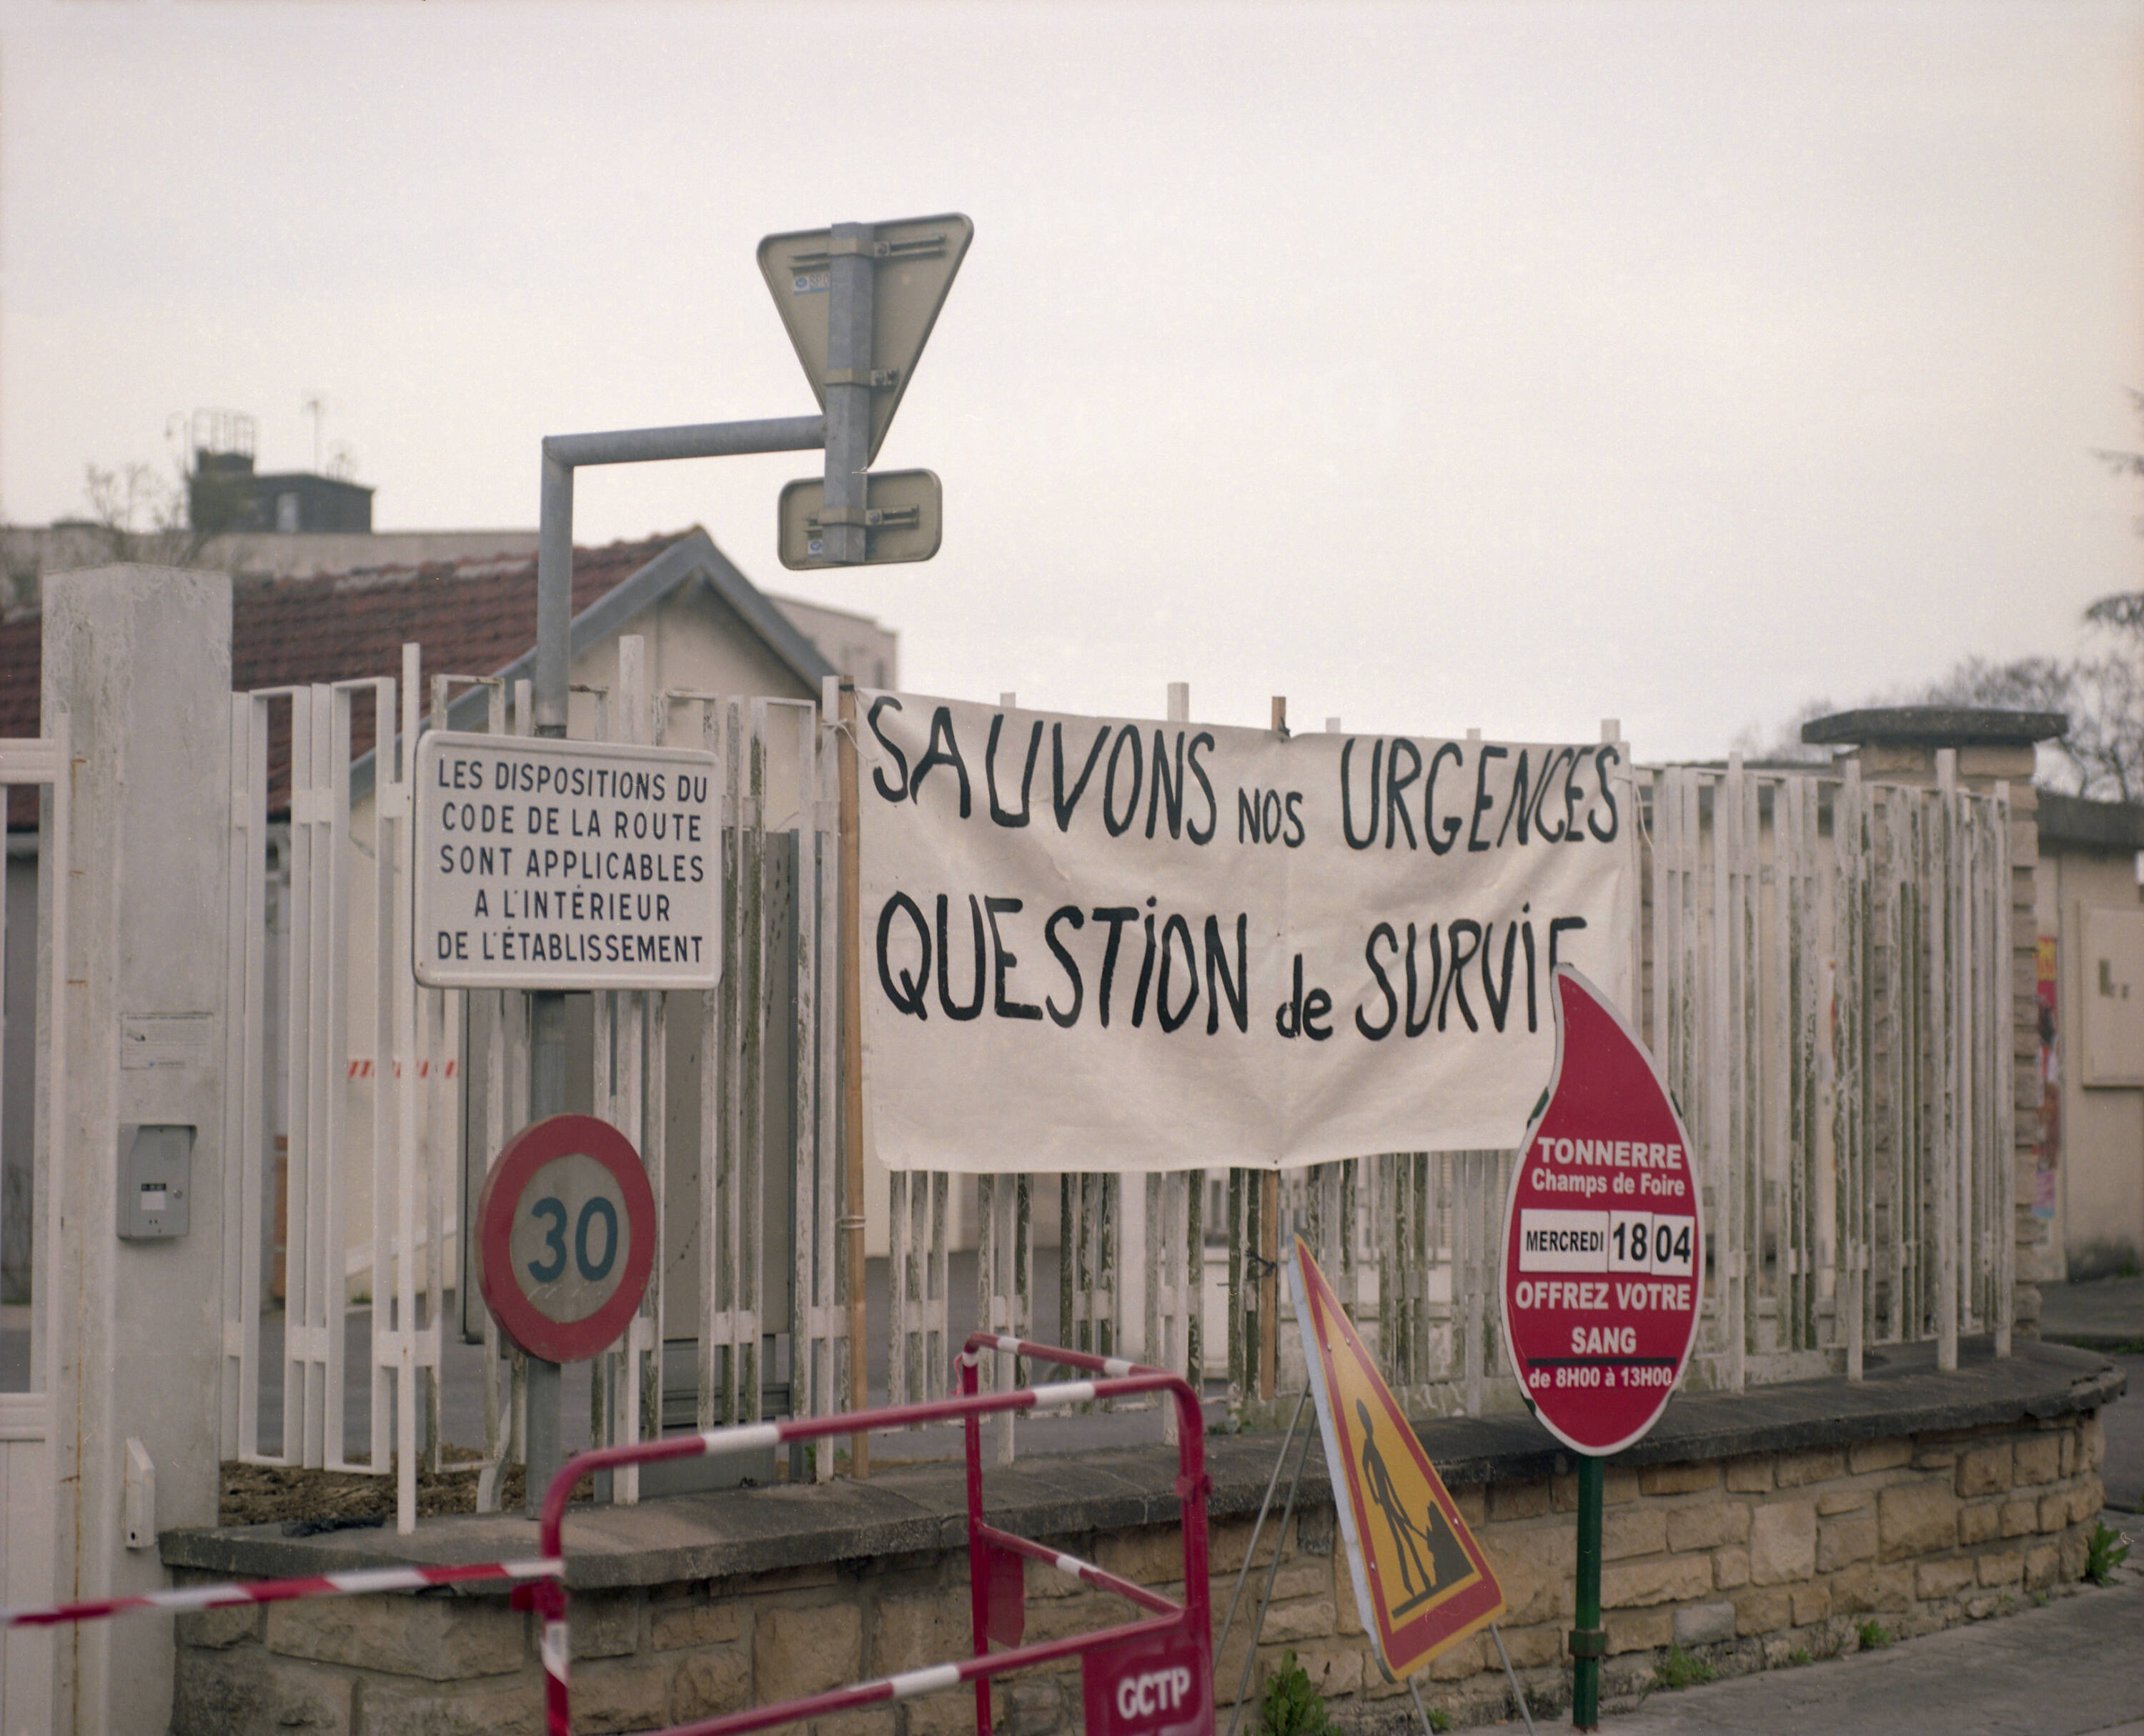 LES DISPOSITIONS DU
CODE DE LA ROUTE
SONT APPLICABLES
A L'INTÉRIEUR
DE L'ÉTABLISSEMENT
30
SAUVONS NOS URGENCES
QUESTION de SURVIE
TONNERRE
Champs de Foire
MERCREDI 18 04
OFFREZ VOTRE
SANG
de 8H00 à 13H00
GCTP